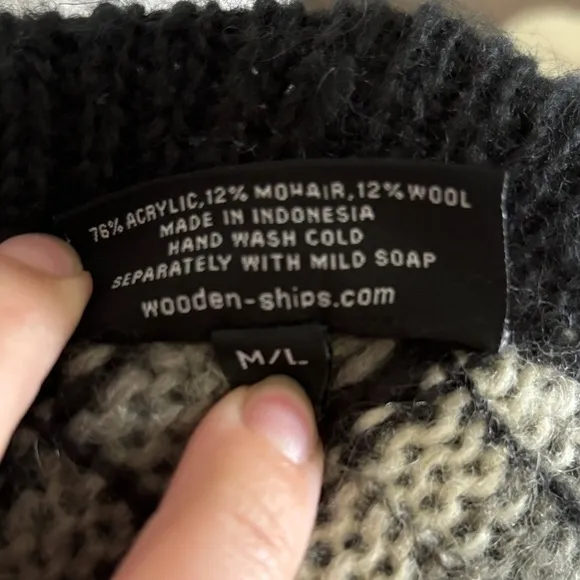 76% ACRYLIC, 12% MOHAIR, 12% WOOL
MADE IN INDONESIA
HAND WASH COLD
SEPARATELY WITH MILD SOAP
wooden-ships.com
M/L